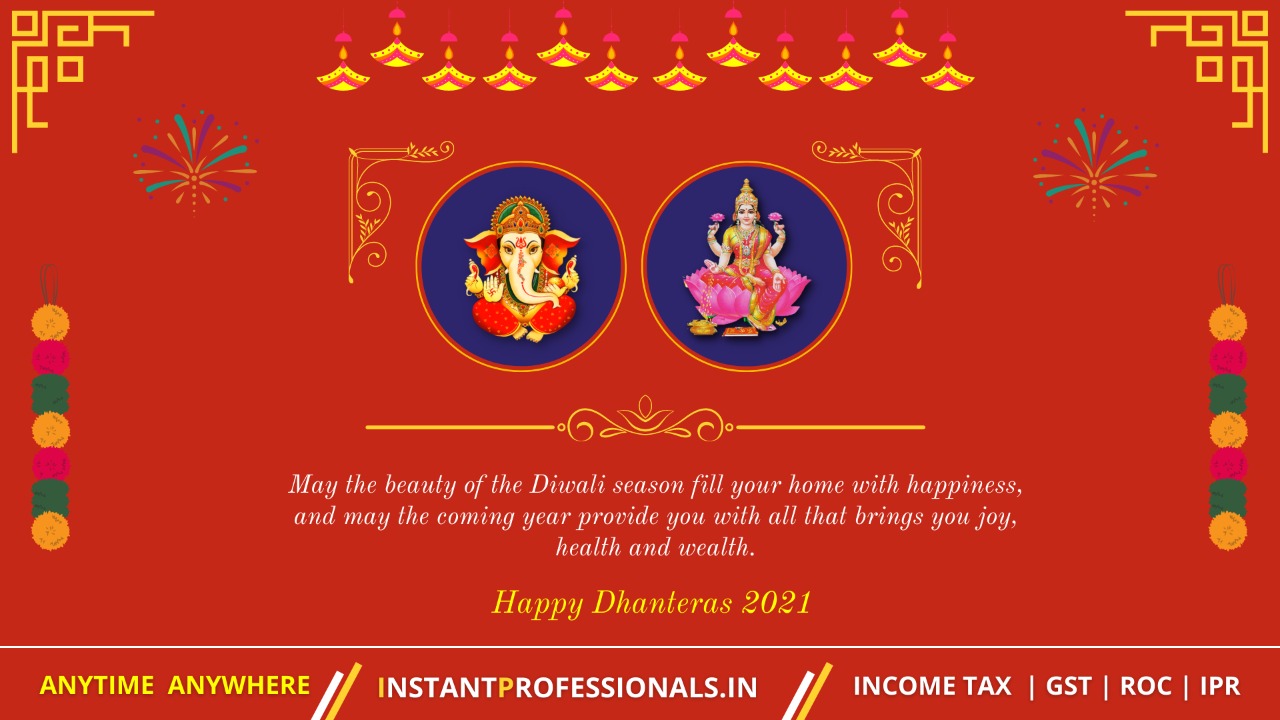 May the beauty of the Diwali season fill your home with happiness,
and may the coming year provide you with all that brings you joy,
health and wealth.
Happy Dhanteras 2021
ANYTIME ANYWHERE
INSTANTPROFESSIONALS.IN
INCOME TAX | GST | ROC | IPR